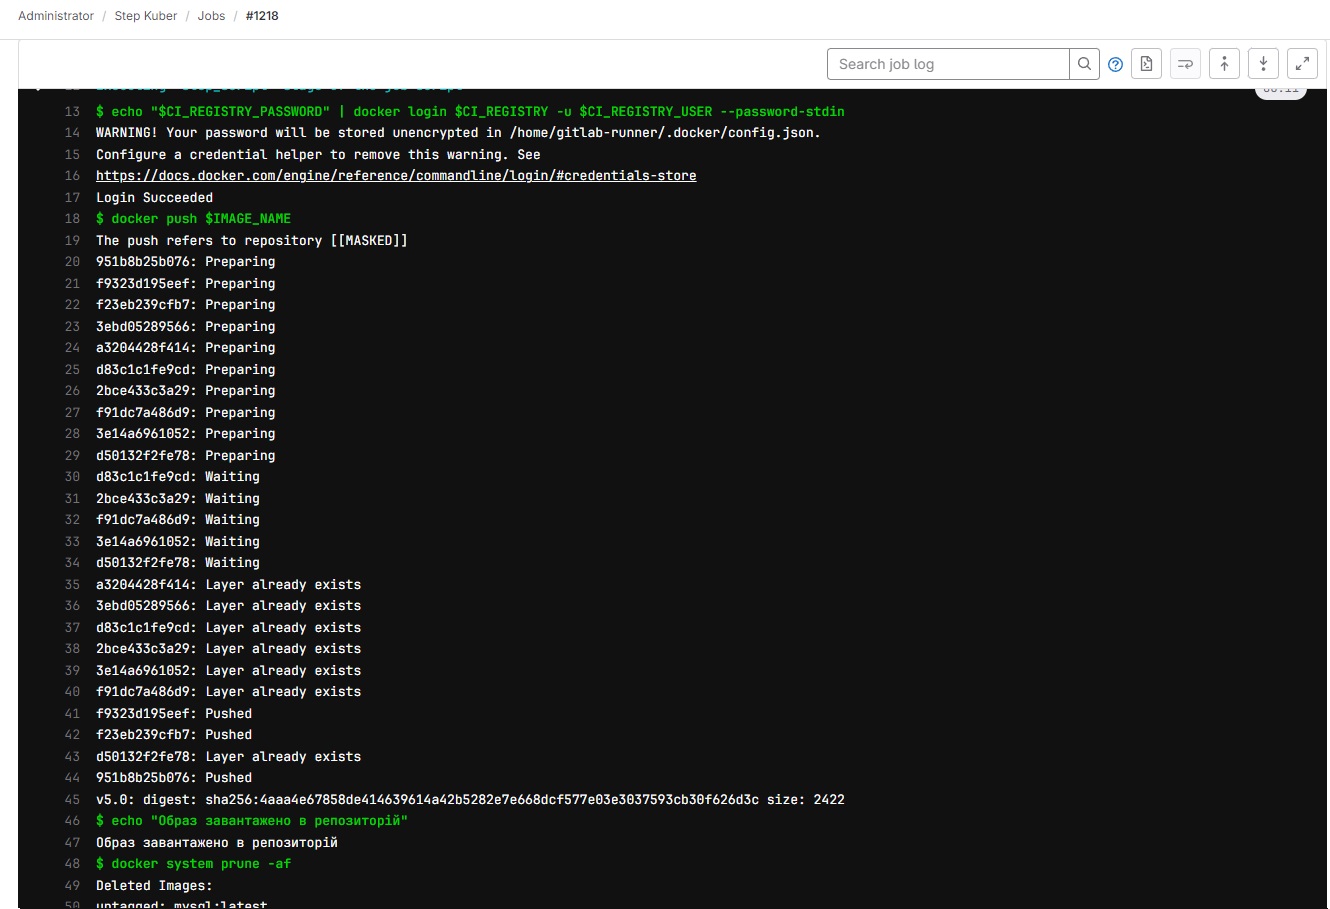 Administrator / Step Kuber / Jobs / #1218
Search job log
13 $ echo "$CI_REGISTRY_PASSWORD" | docker login $CI_REGISTRY -u $CI_REGISTRY_USER --password-stdin
14 WARNING! Your password will be stored unencrypted in /home/gitlab-runner/.docker/config.json.
15 Configure a credential helper to remove this warning. See
16 https://docs.docker.com/engine/reference/commandline/login/#credentials-store
17 Login Succeeded
18 $ docker push $IMAGE_NAME
19 The push refers to repository [[MASKED]]
20 951b8b25b076: Preparing
21 f9323d195eef: Preparing
22 f23eb239cfb7: Preparing
23 3ebd05289566: Preparing
24 a3204428f414: Preparing
25 d83c1c1fe9cd: Preparing
26 2bce433c3a29: Preparing
27 f91dc7a486d9: Preparing
28 3e14a6961052: Preparing
29 d50132f2fe78: Preparing
30 d83c1c1fe9cd: Waiting
31 2bce433c3a29: Waiting
32 f91dc7a486d9: Waiting
33 3e14a6961052: Waiting
34 d50132f2fe78: Waiting
35 a3204428f414: Layer already exists
36 3ebd05289566: Layer already exists
37 d83c1c1fe9cd: Layer already exists
38 2bce433c3a29: Layer already exists
39 3e14a6961052: Layer already exists
40 f91dc7a486d9: Layer already exists
41 f9323d195eef: Pushed
42 f23eb239cfb7: Pushed
43 d50132f2fe78: Layer already exists
44 951b8b25b076: Pushed
45 v5.0: digest: sha256:4aaa4e67858de414639614a42b5282e7e668dcf577e03e3037593cb30f626d3c size: 2422
46 $ echo "Образ завантажено в репозиторій"
47 Образ завантажено в репозиторій
48 $ docker system prune -af
49 Deleted Images:
50 untagged: mysql:latest